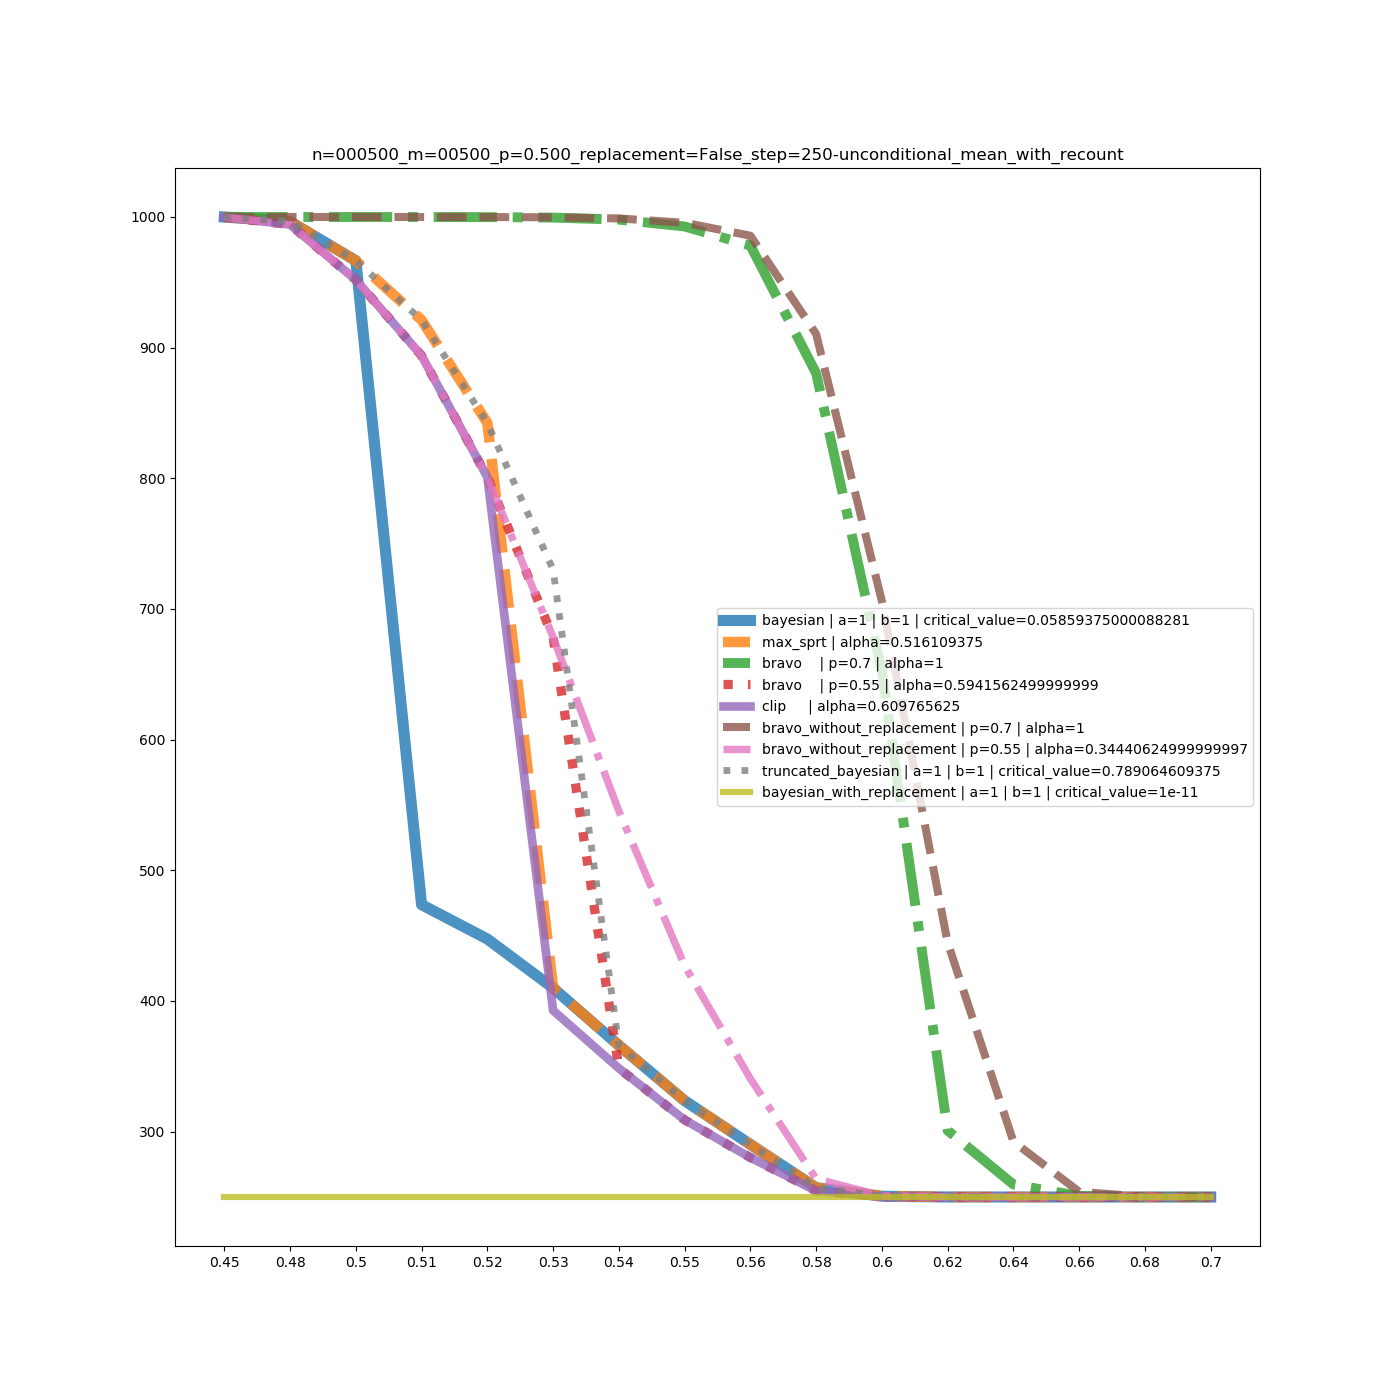 n=000500_m=00500_p=0.500_replacement=False_step=250-unconditional_mean_with_recount
1000
900
800
700
600
500
400
300
bayesian | a=1 | b=1 | critical_value=0.05859375000088281
max_sprt | alpha=0.516109375
bravo    | p=0.7 | alpha=1
bravo    | p=0.55 | alpha=0.5941562499999999
clip     | alpha=0.609765625
bravo_without_replacement | p=0.7 | alpha=1
bravo_without_replacement | p=0.55 | alpha=0.34440624999999997
truncated_bayesian | a=1 | b=1 | critical_value=0.789064609375
bayesian_with_replacement | a=1 | b=1 | critical_value=1e-11
0.45 0.48 0.5 0.51 0.52 0.53 0.54 0.55 0.56 0.58 0.6 0.62 0.64 0.66 0.68 0.7